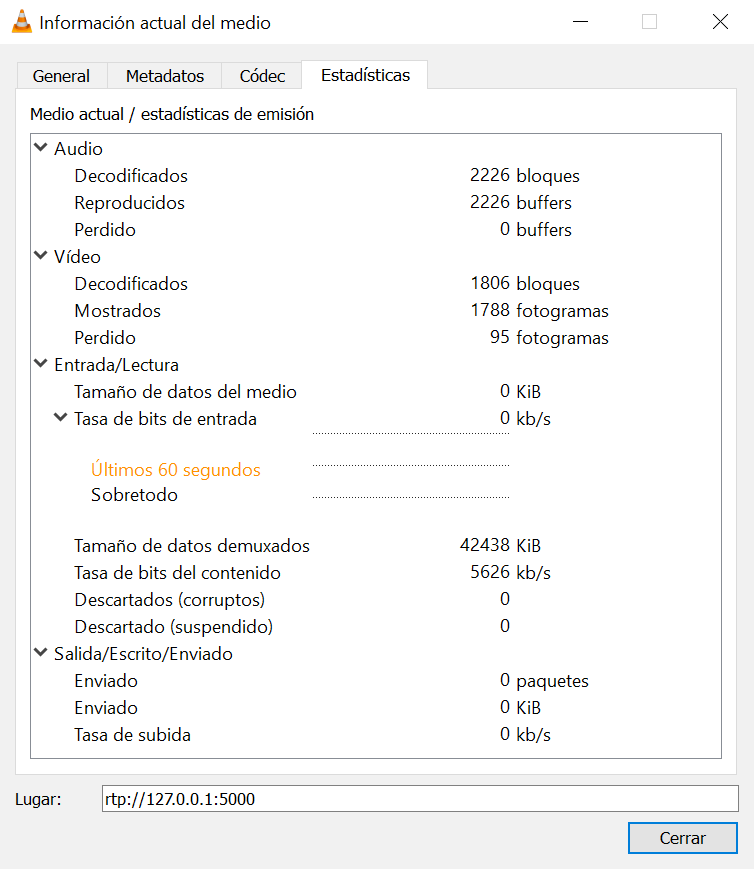 Información actual del medio
General Metadatos Códec Estadísticas
Medio actual / estadísticas de emisión
Audio
Decodificados 2226 bloques
Reproducidos 2226 buffers
Perdido 0 buffers
Vídeo
Decodificados 1806 bloques
Mostrados 1788 fotogramas
Perdido 95 fotogramas
Entrada/Lectura
Tamaño de datos del medio 0 KiB
Tasa de bits de entrada 0 kb/s
Últimos 60 segundos
Sobretodo
Tamaño de datos demuxados 42438 KiB
Tasa de bits del contenido 5626 kb/s
Descartados (corruptos) 0
Descartado (suspendido) 0
Salida/Escrito/Enviado
Enviado 0 paquetes
Enviado 0 KiB
Tasa de subida 0 kb/s
Lugar: rtp://127.0.0.1:5000
Cerrar